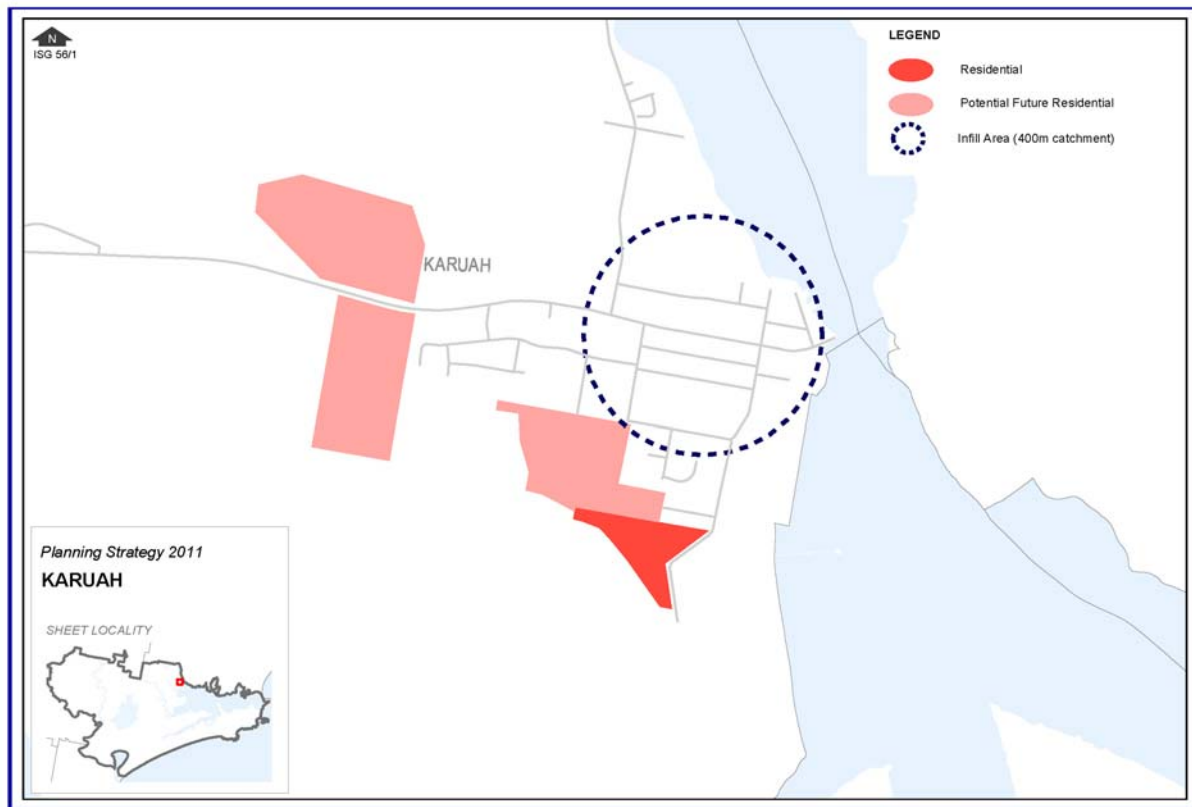 N
ISG 56/1
LEGEND
Residential
Potential Future Residential
Infill Area (400m catchment)
KARUAH
Planning Strategy 2011
KARUAH
SHEET LOCALITY